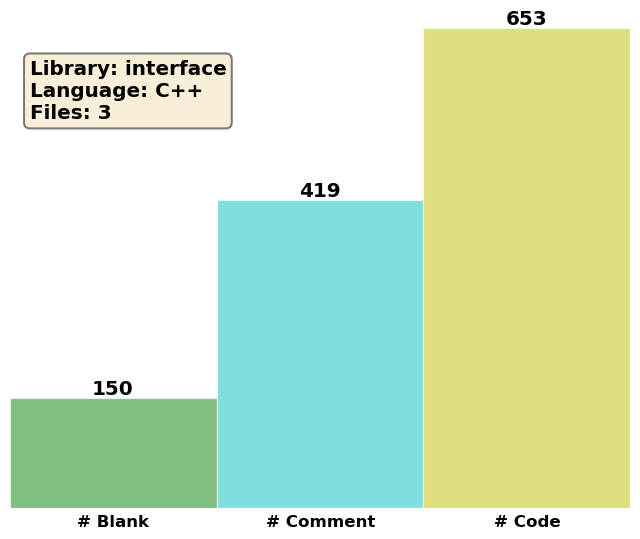 653
Library: interface
Language: C++
Files: 3
419
150
# Blank
# Comment
# Code